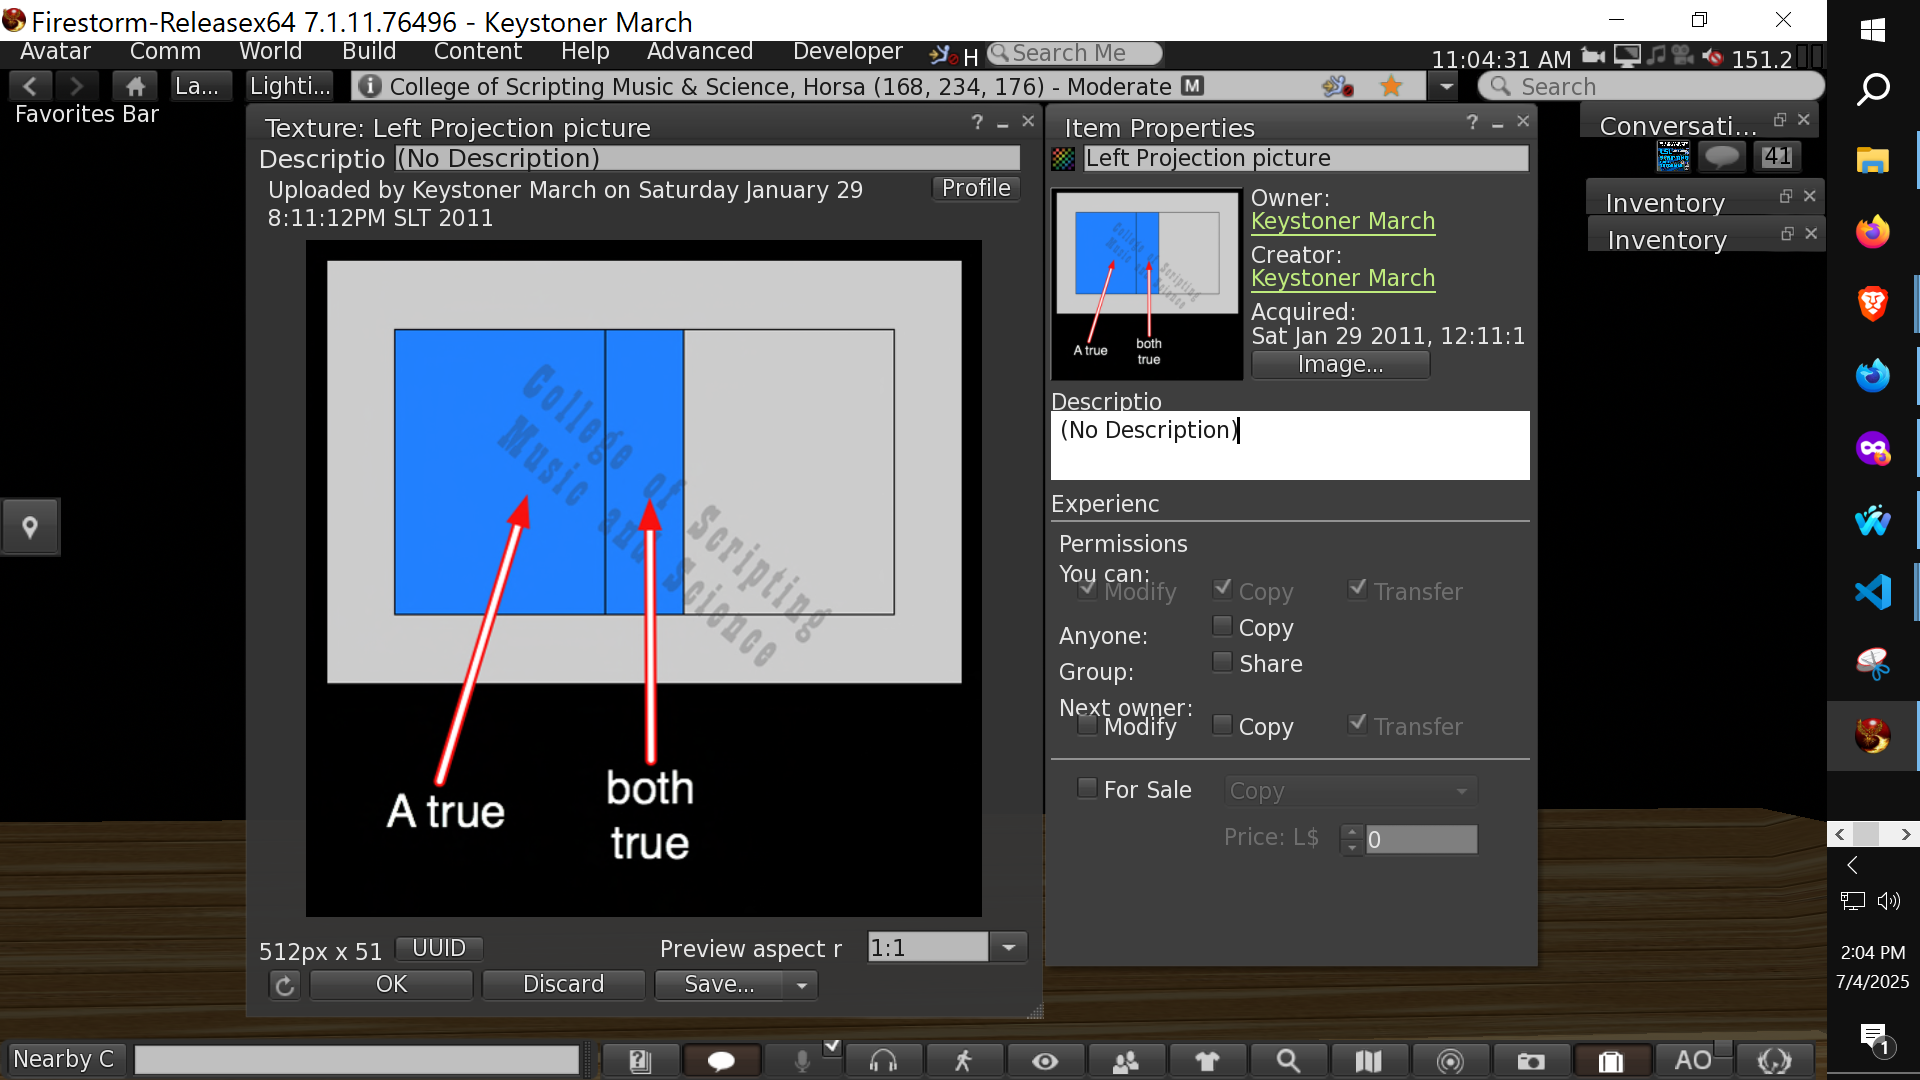 Firestorm-Releasex64 7.1.11.76496 - Keystoner March
Avatar Comm World Build Content Help Advanced Developer H Search Me 11:04:31 AM 151.2
La... Lighti... College of Scripting Music & Science, Horsa (168, 234, 176) - Moderate M Search
Favorites Bar
Texture: Left Projection picture
Descriptio (No Description)
Uploaded by Keystoner March on Saturday January 29
8:11:12PM SLT 2011
Profile
College of Scripting
Music and Science
A true
both
true
512px x 51 UUID Preview aspect r 1:1
OK Discard Save...
Item Properties
Left Projection picture
College of Scripting
Music and Science
A true
both
true
Owner:
Keystoner March
Creator:
Keystoner March
Acquired:
Sat Jan 29 2011, 12:11:1
Image...
Descriptio
(No Description)
Experienc
Permissions
You can:
Modify Copy Transfer
Anyone: Copy
Group: Share
Next owner:
Modify Copy Transfer
For Sale Copy
Price: L$ 0
Conversati...
41
Inventory
Inventory
2:04 PM
7/4/2025
1
Nearby C
AO